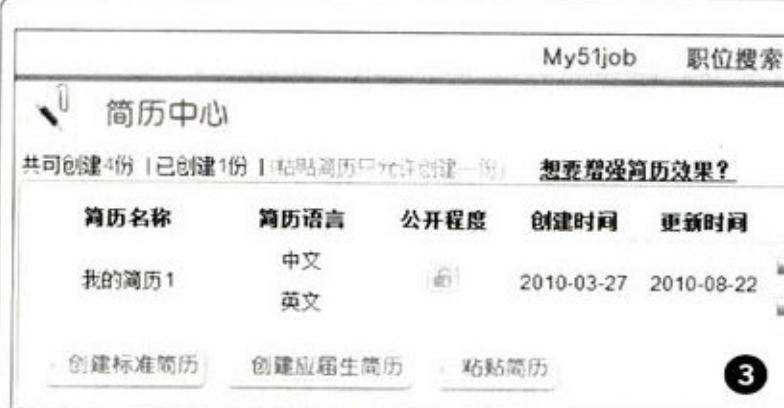 My51job 职位搜索
简历中心
共可创建4份 | 已创建1份 | (粘贴简历只允许创建一份) 想要增强简历效果?
简历名称 简历语言 公开程度 创建时间 更新时间
中文
我的简历1 2010-03-27 2010-08-22
英文
创建标准简历 创建应届生简历 粘贴简历
3